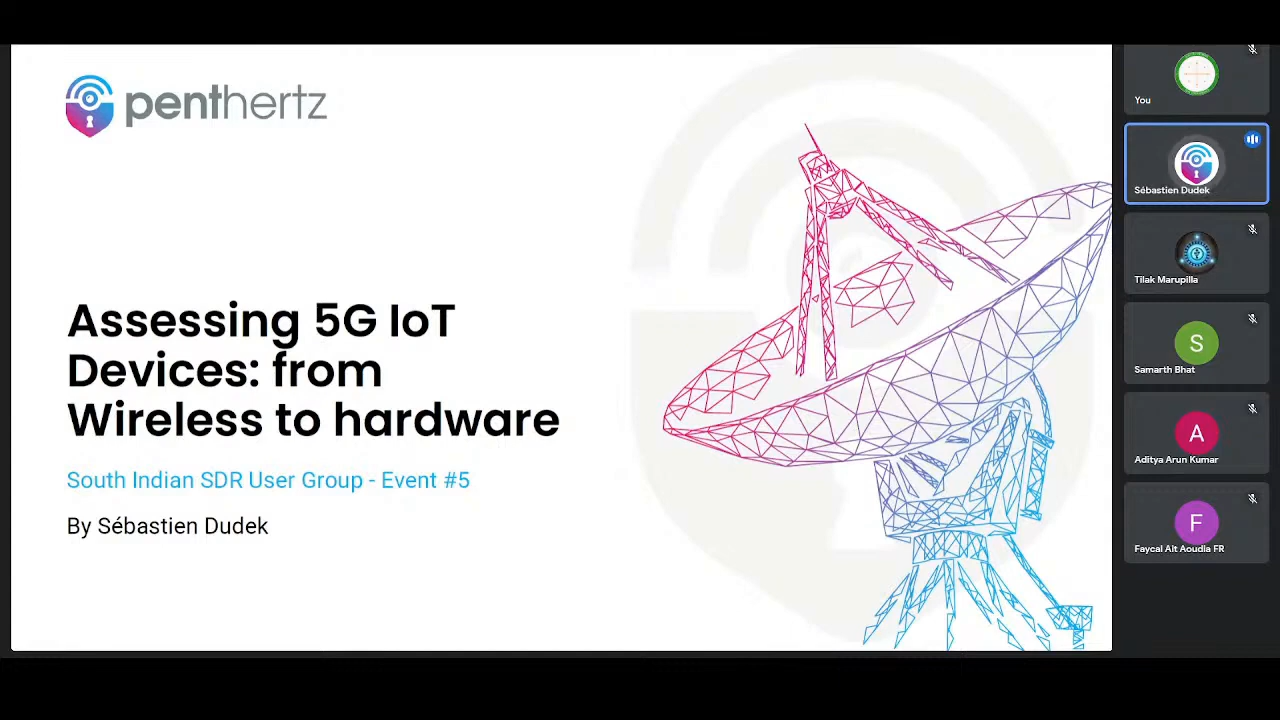 penthertz
Assessing 5G IoT
Devices: from
Wireless to hardware
South Indian SDR User Group - Event #5
By Sébastien Dudek
You
Sébastien Dudek
Tilak Marupilla
S
Samarth Bhat
A
Aditya Arun Kumar
F
Faycal Aït Aoudia FR